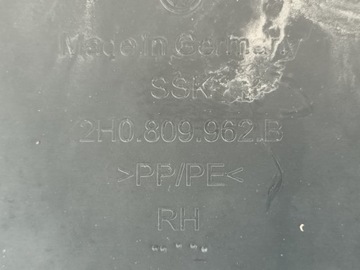 Made in Germany
SSK
2H0.809.962.B
>PP/PE<
RH